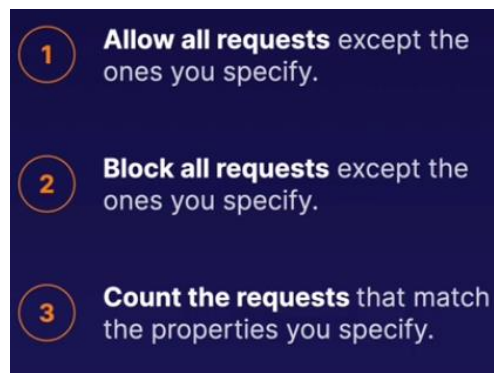 1
Allow all requests except the
ones you specify.
2
Block all requests except the
ones you specify.
3
Count the requests that match
the properties you specify.